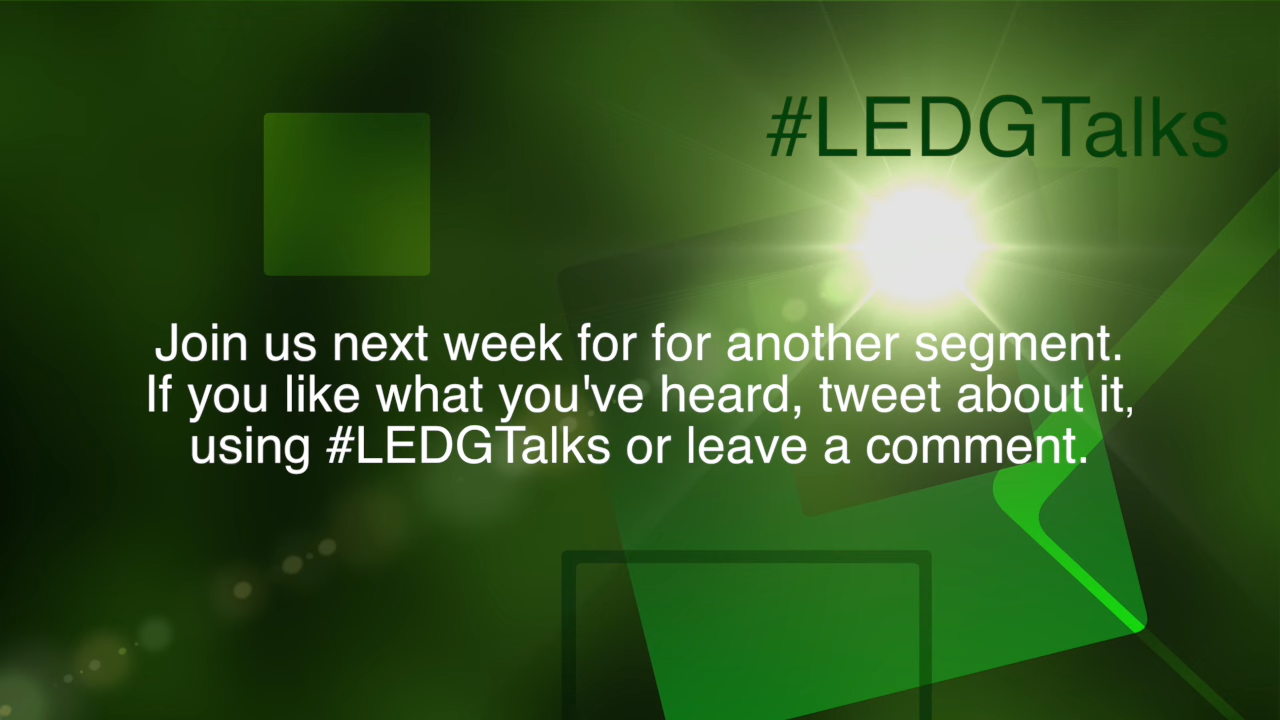 #LEDGTalks
Join us next week for for another segment.
If you like what you've heard, tweet about it,
using #LEDGTalks or leave a comment.